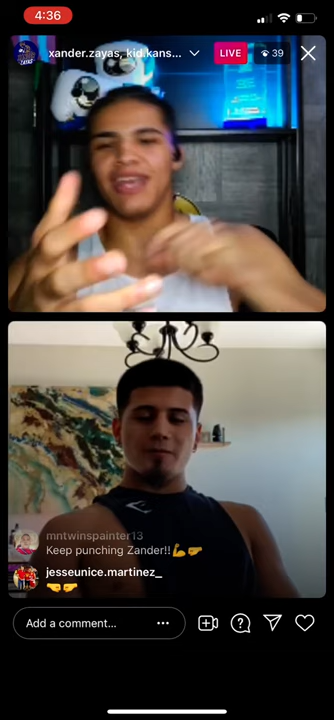 4:36
xander.zayas, kid.kans...
LIVE
39
mntwinspainter13
Keep punching Zander!!💪🤛
jesseunice.martinez_
🤜🤛
Add a comment...